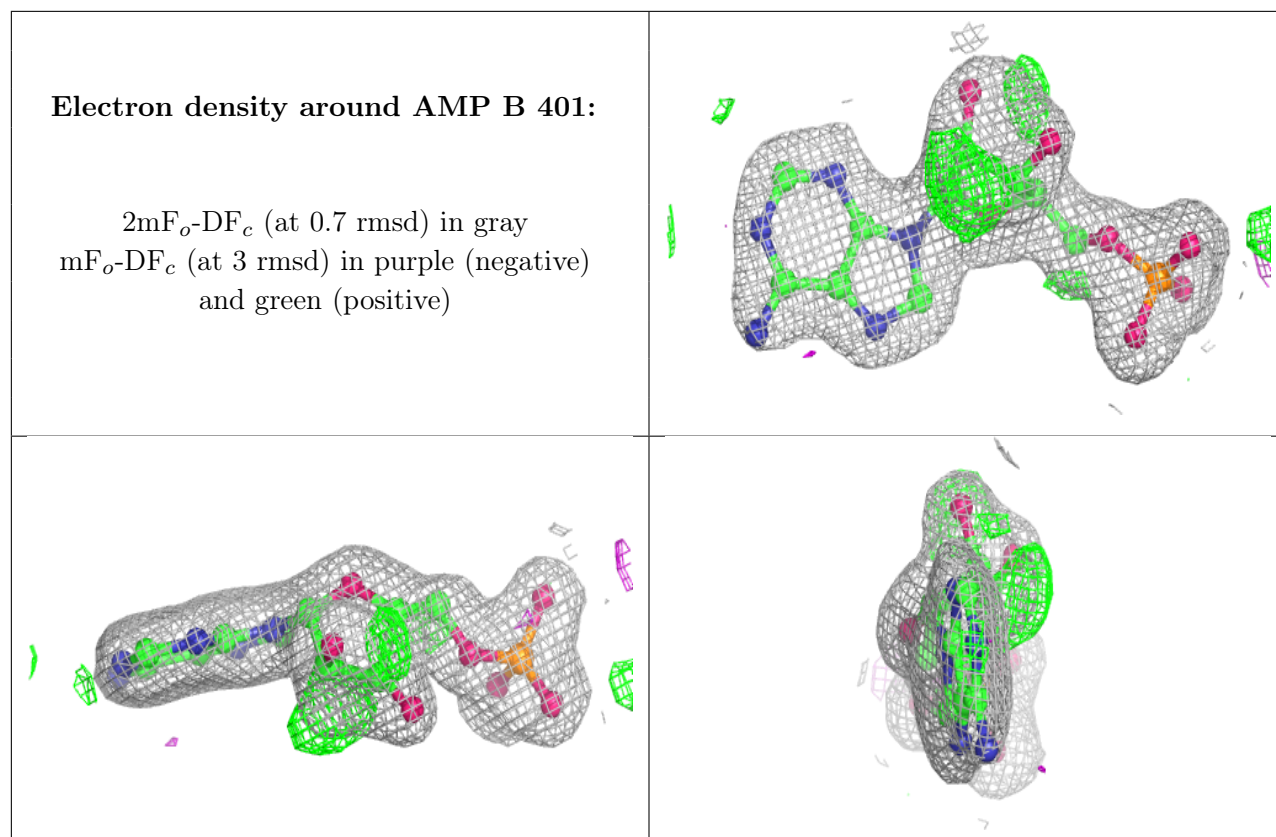 Electron density around AMP B 401:
2mFo-DFc (at 0.7 rmsd) in gray
mFo-DFc (at 3 rmsd) in purple (negative)
and green (positive)